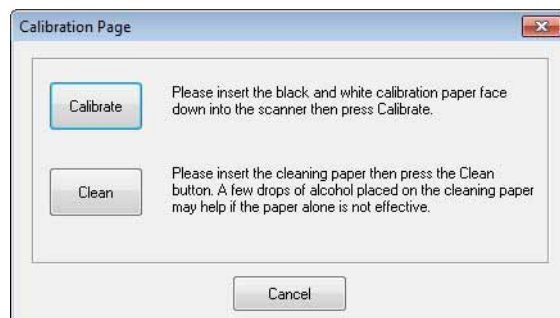 Calibration Page
Calibrate
Please insert the black and white calibration paper face
down into the scanner then press Calibrate.
Clean
Please insert the cleaning paper then press the Clean
button. A few drops of alcohol placed on the cleaning paper
may help if the paper alone is not effective.
Cancel